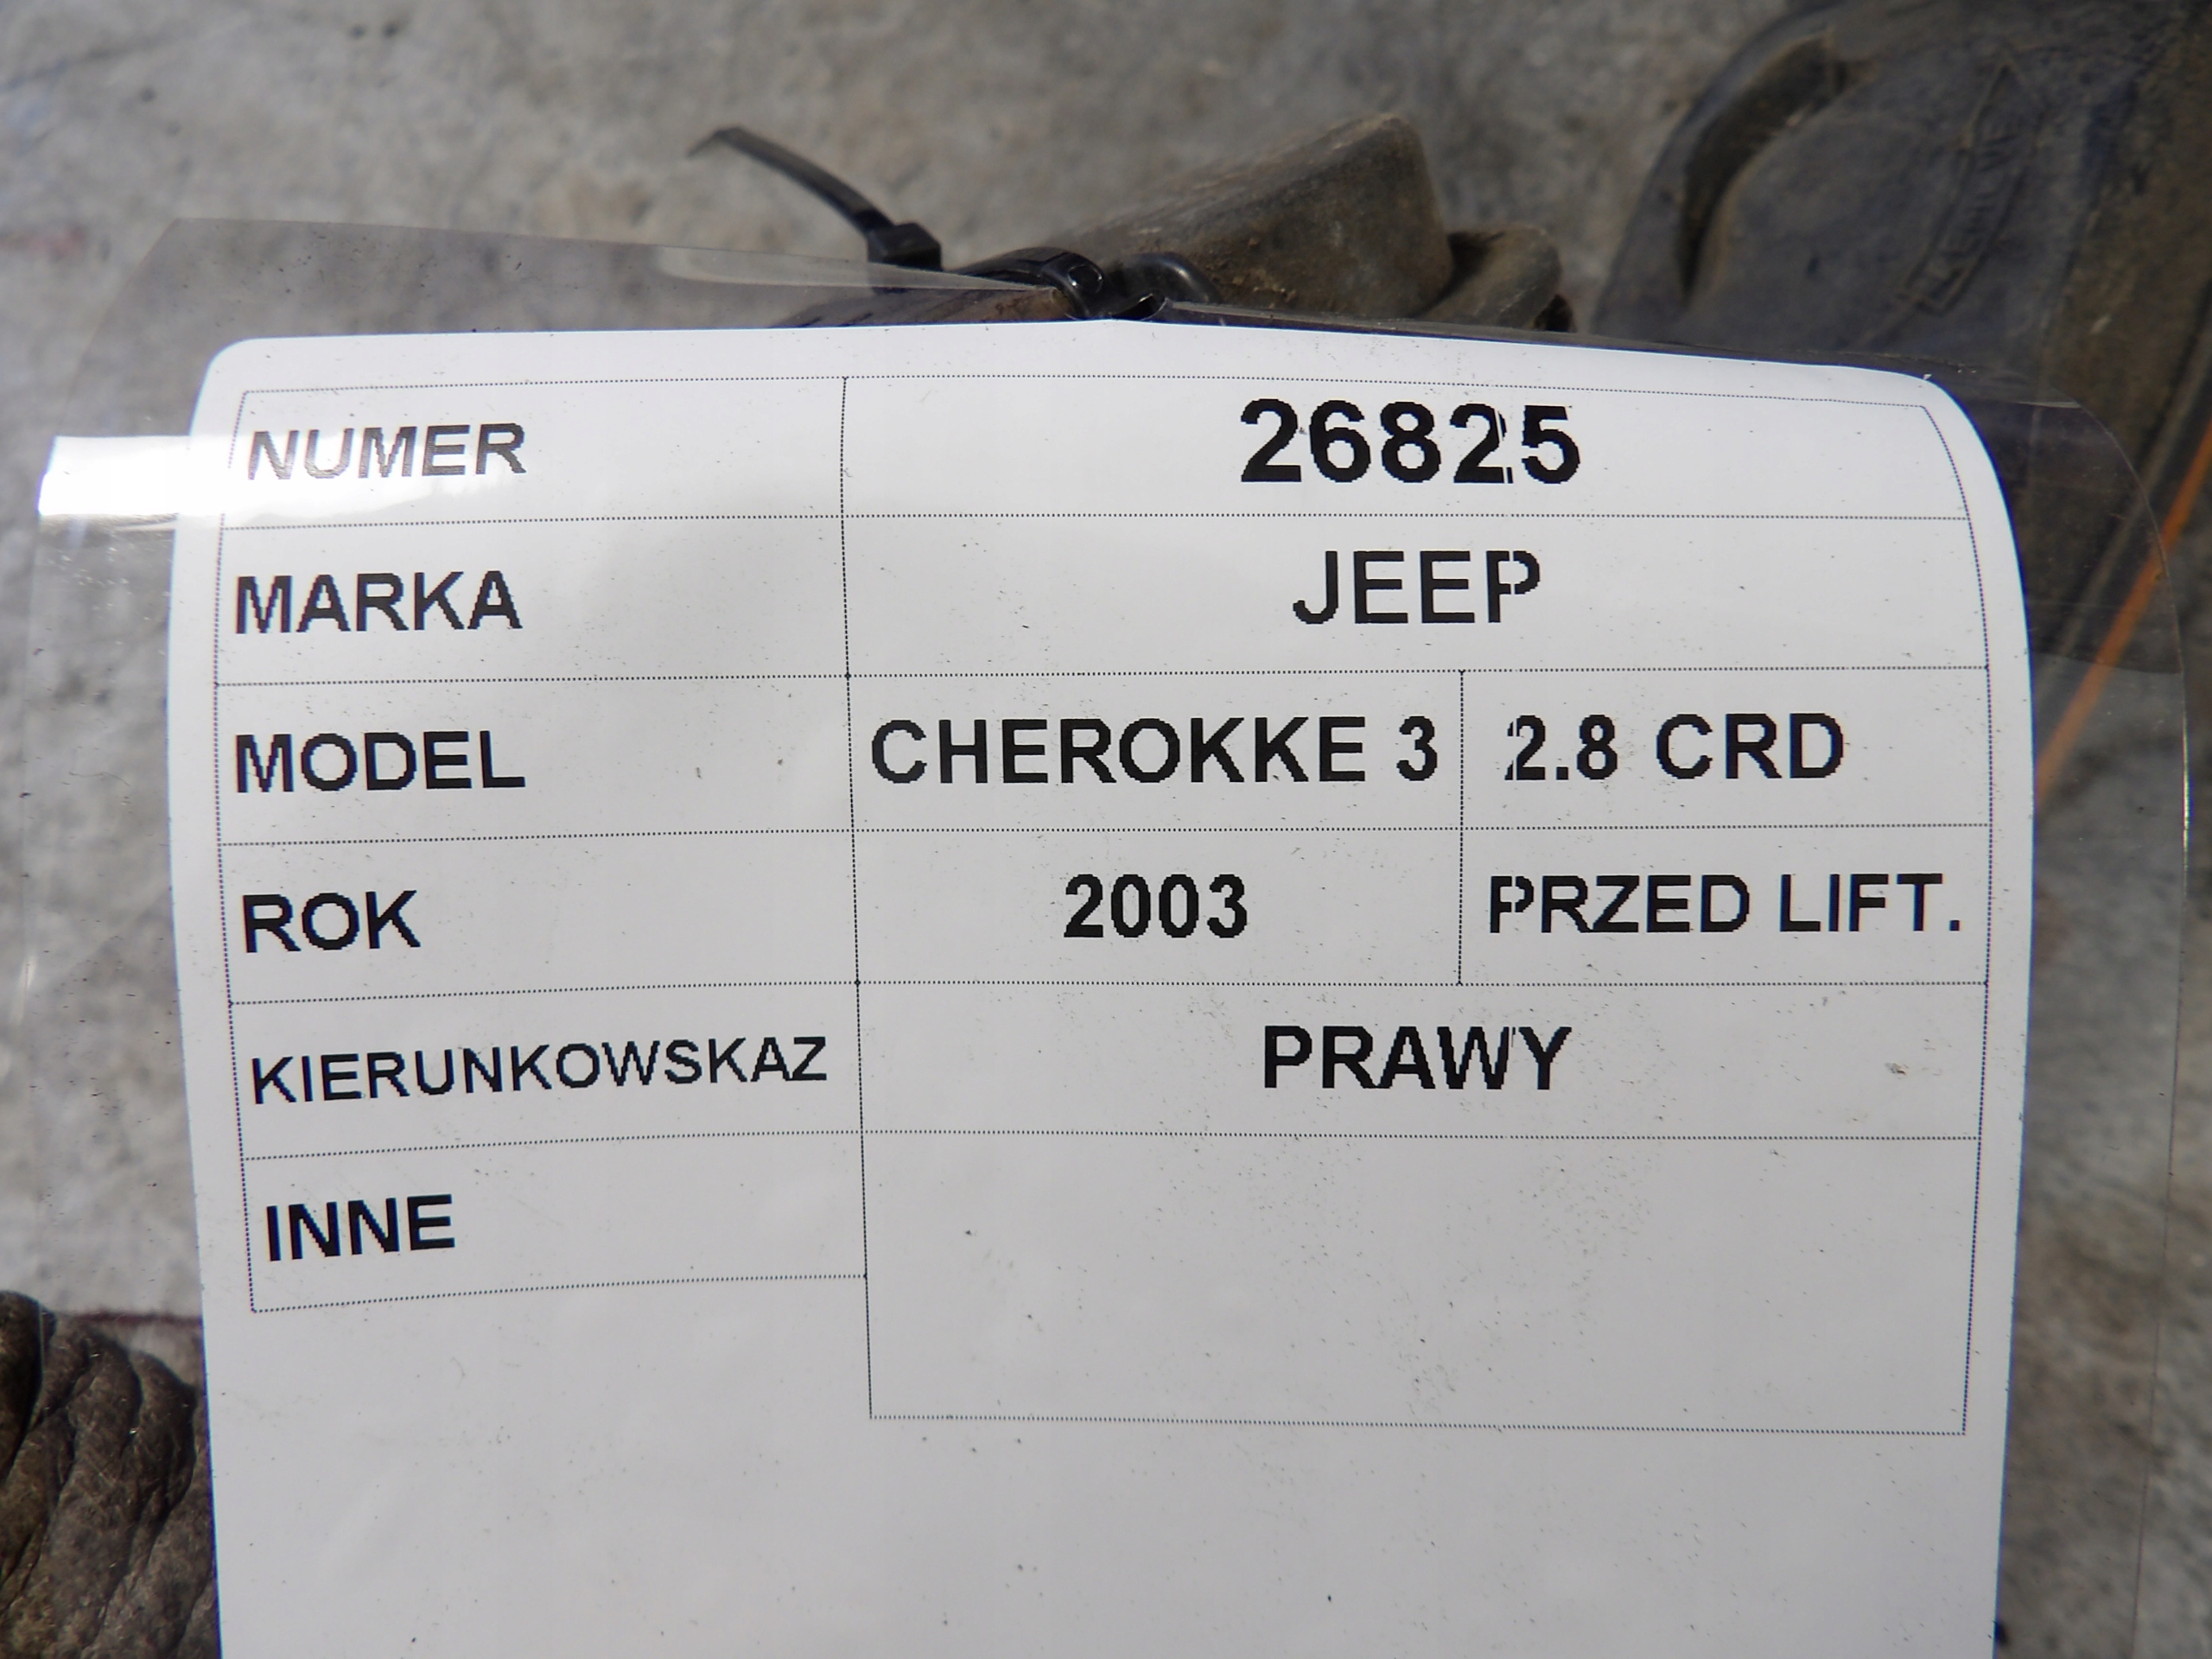 NUMER 26825
MARKA JEEP
MODEL CHEROKKE 3 2.8 CRD
ROK 2003 PRZED LIFT.
KIERUNKOWSKAZ PRAWY
INNE